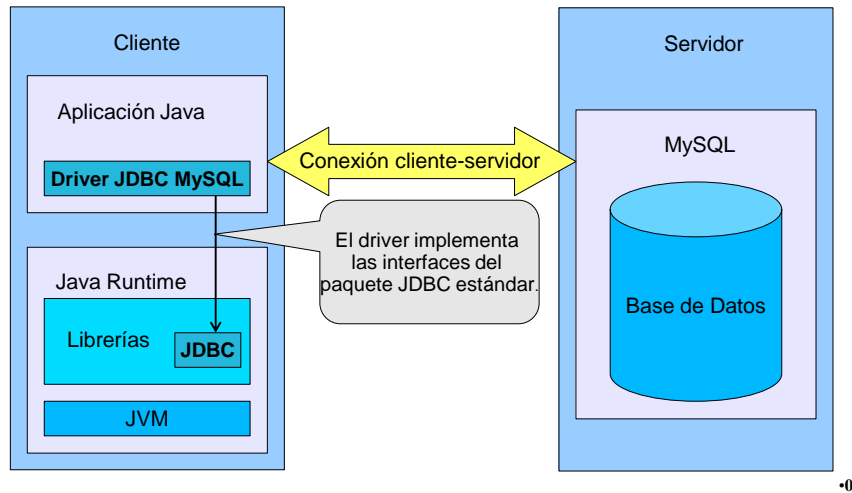 Cliente
Aplicación Java
Driver JDBC MySQL
Java Runtime
Librerías
JDBC
JVM
Conexión cliente-servidor
El driver implementa
las interfaces del
paquete JDBC estándar.
Servidor
MySQL
Base de Datos
•0